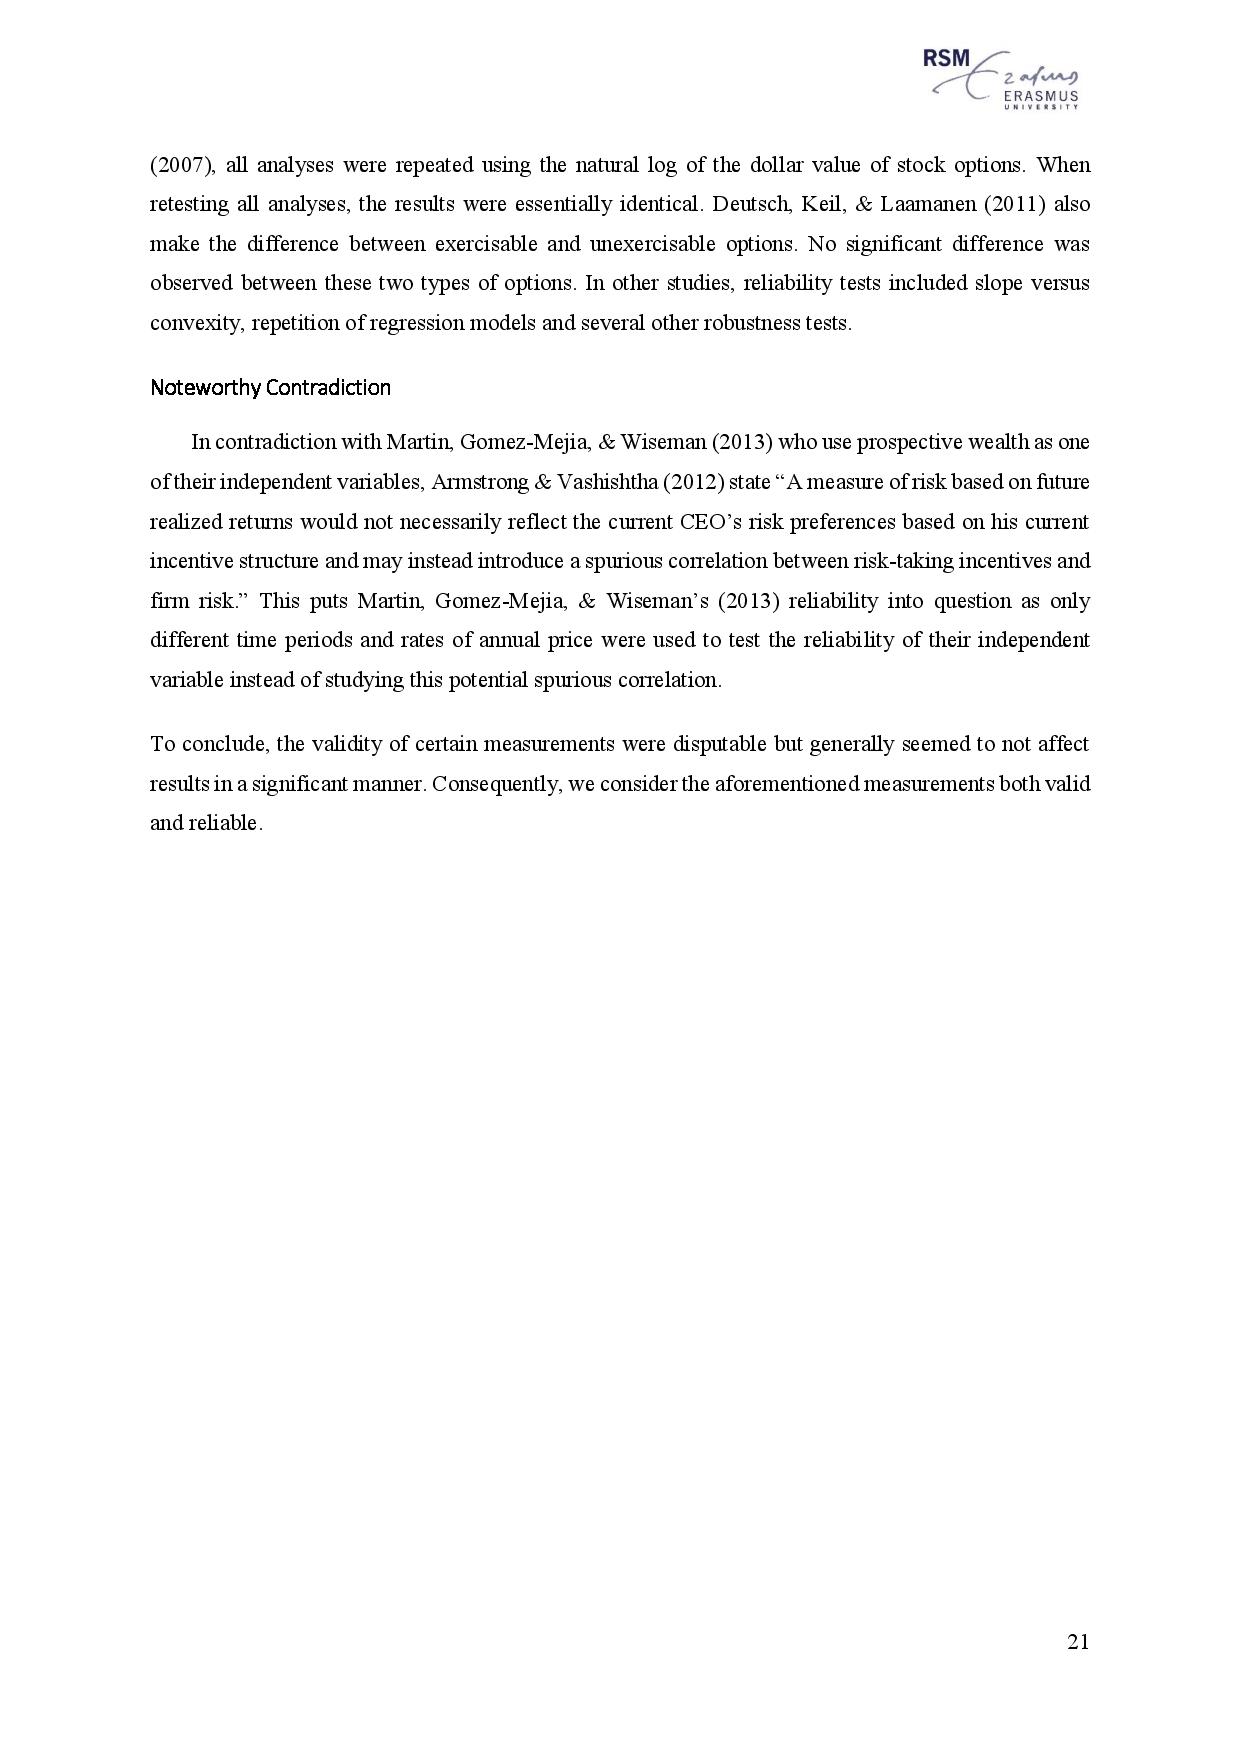 RSM
Erasmus
ERASMUS
UNIVERSITY
(2007), all analyses were repeated using the natural log of the dollar value of stock options. When
retesting all analyses, the results were essentially identical. Deutsch, Keil, & Laamanen (2011) also
make the difference between exercisable and unexercisable options. No significant difference was
observed between these two types of options. In other studies, reliability tests included slope versus
convexity, repetition of regression models and several other robustness tests.
Noteworthy Contradiction
In contradiction with Martin, Gomez-Mejia, & Wiseman (2013) who use prospective wealth as one
of their independent variables, Armstrong & Vashishtha (2012) state “A measure of risk based on future
realized returns would not necessarily reflect the current CEO’s risk preferences based on his current
incentive structure and may instead introduce a spurious correlation between risk-taking incentives and
firm risk.” This puts Martin, Gomez-Mejia, & Wiseman’s (2013) reliability into question as only
different time periods and rates of annual price were used to test the reliability of their independent
variable instead of studying this potential spurious correlation.
To conclude, the validity of certain measurements were disputable but generally seemed to not affect
results in a significant manner. Consequently, we consider the aforementioned measurements both valid
and reliable.
21